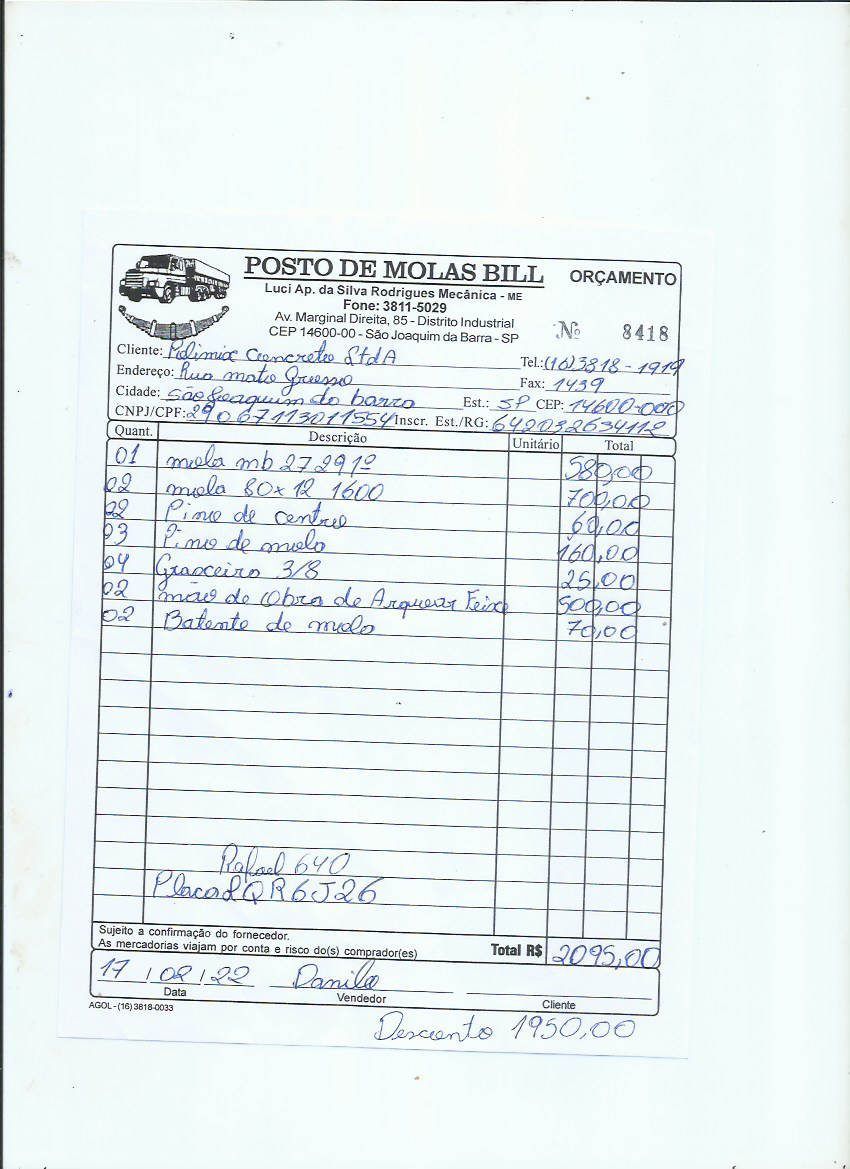 POSTO DE MOLAS BILL ORÇAMENTO
Luci Ap. da Silva Rodrigues Mecânica - ME
Fone: 3811-5029
Av. Marginal Direita, 85 - Distrito Industrial
CEP 14600-00 - São Joaquim da Barra - SP
Nº 8418
Cliente: Polimix Concreto LtdA Tel.: (16)3818-1919
Endereço: Rua mato Grosso Fax: 1439
Cidade: São Joaquim da barra Est.: SP CEP: 14600-000
CNPJ/CPF: 29067113011554 Inscr. Est./RG: 642032634112
Quant. Descrição Unitário Total
01 mola mb 27 291º 580,00
02 mola 80x12 1600 700,00
22 Pino de centro 60,00
03 Pino de mola 160,00
04 Graxeiro 3/8 25,00
02 mão de Obra de Arquear Feixe 500,00
02 Batente de mola 70,00
Rafael 640
Placa LQR6J26
Sujeito a confirmação do fornecedor.
As mercadorias viajam por conta e risco do(s) comprador(es) Total R$ 2095,00
17 / 02 / 22 Danilo
Data Vendedor Cliente
AGOL - (16) 3818-0033
Desconto 1950,00